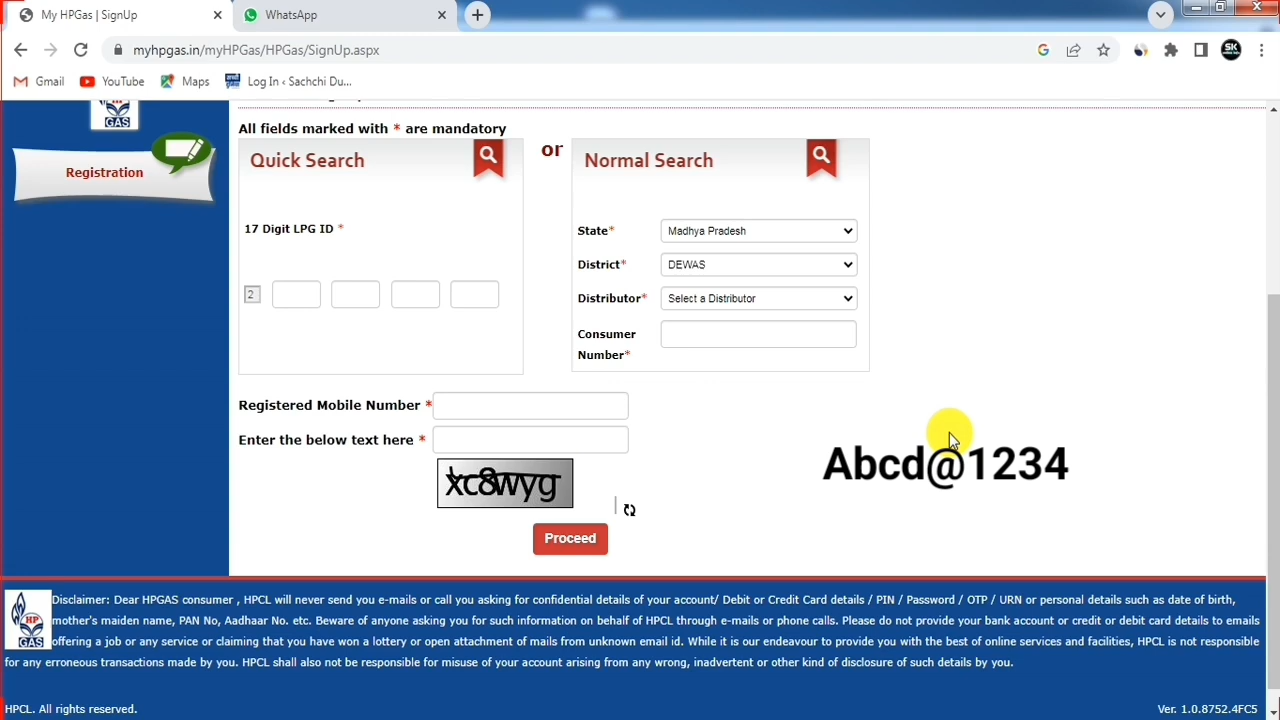 My HPGas | SignUp
WhatsApp
myhpgas.in/myHPGas/HPGas/SignUp.aspx
SK
Gmail
YouTube
Maps
Log In ‹ Sachchi Du...
HP
GAS
Registration
All fields marked with * are mandatory
Quick Search
or
Normal Search
17 Digit LPG ID *
2
State*
Madhya Pradesh
District*
DEWAS
Distributor*
Select a Distributor
Consumer
Number*
Registered Mobile Number *
Enter the below text here *
xc8wyg
Abcd@1234
Proceed
HP
GAS
Disclaimer: Dear HPGAS consumer , HPCL will never send you e-mails or call you asking for confidential details of your account/ Debit or Credit Card details / PIN / Password / OTP / URN or personal details such as date of birth,
mother's maiden name, PAN No, Aadhaar No. etc. Beware of anyone asking you for such information on behalf of HPCL through e-mails or phone calls. Please do not provide your bank account or credit or debit card details to emails
offering a job or any service or claiming that you have won a lottery or open attachment of mails from unknown email id. While it is our endeavour to provide you with the best of online services and facilities, HPCL is not responsible
for any erroneous transactions made by you. HPCL shall also not be responsible for misuse of your account arising from any wrong, inadvertent or other kind of disclosure of such details by you.
HPCL. All rights reserved.
Ver. 1.0.8752.4FC5